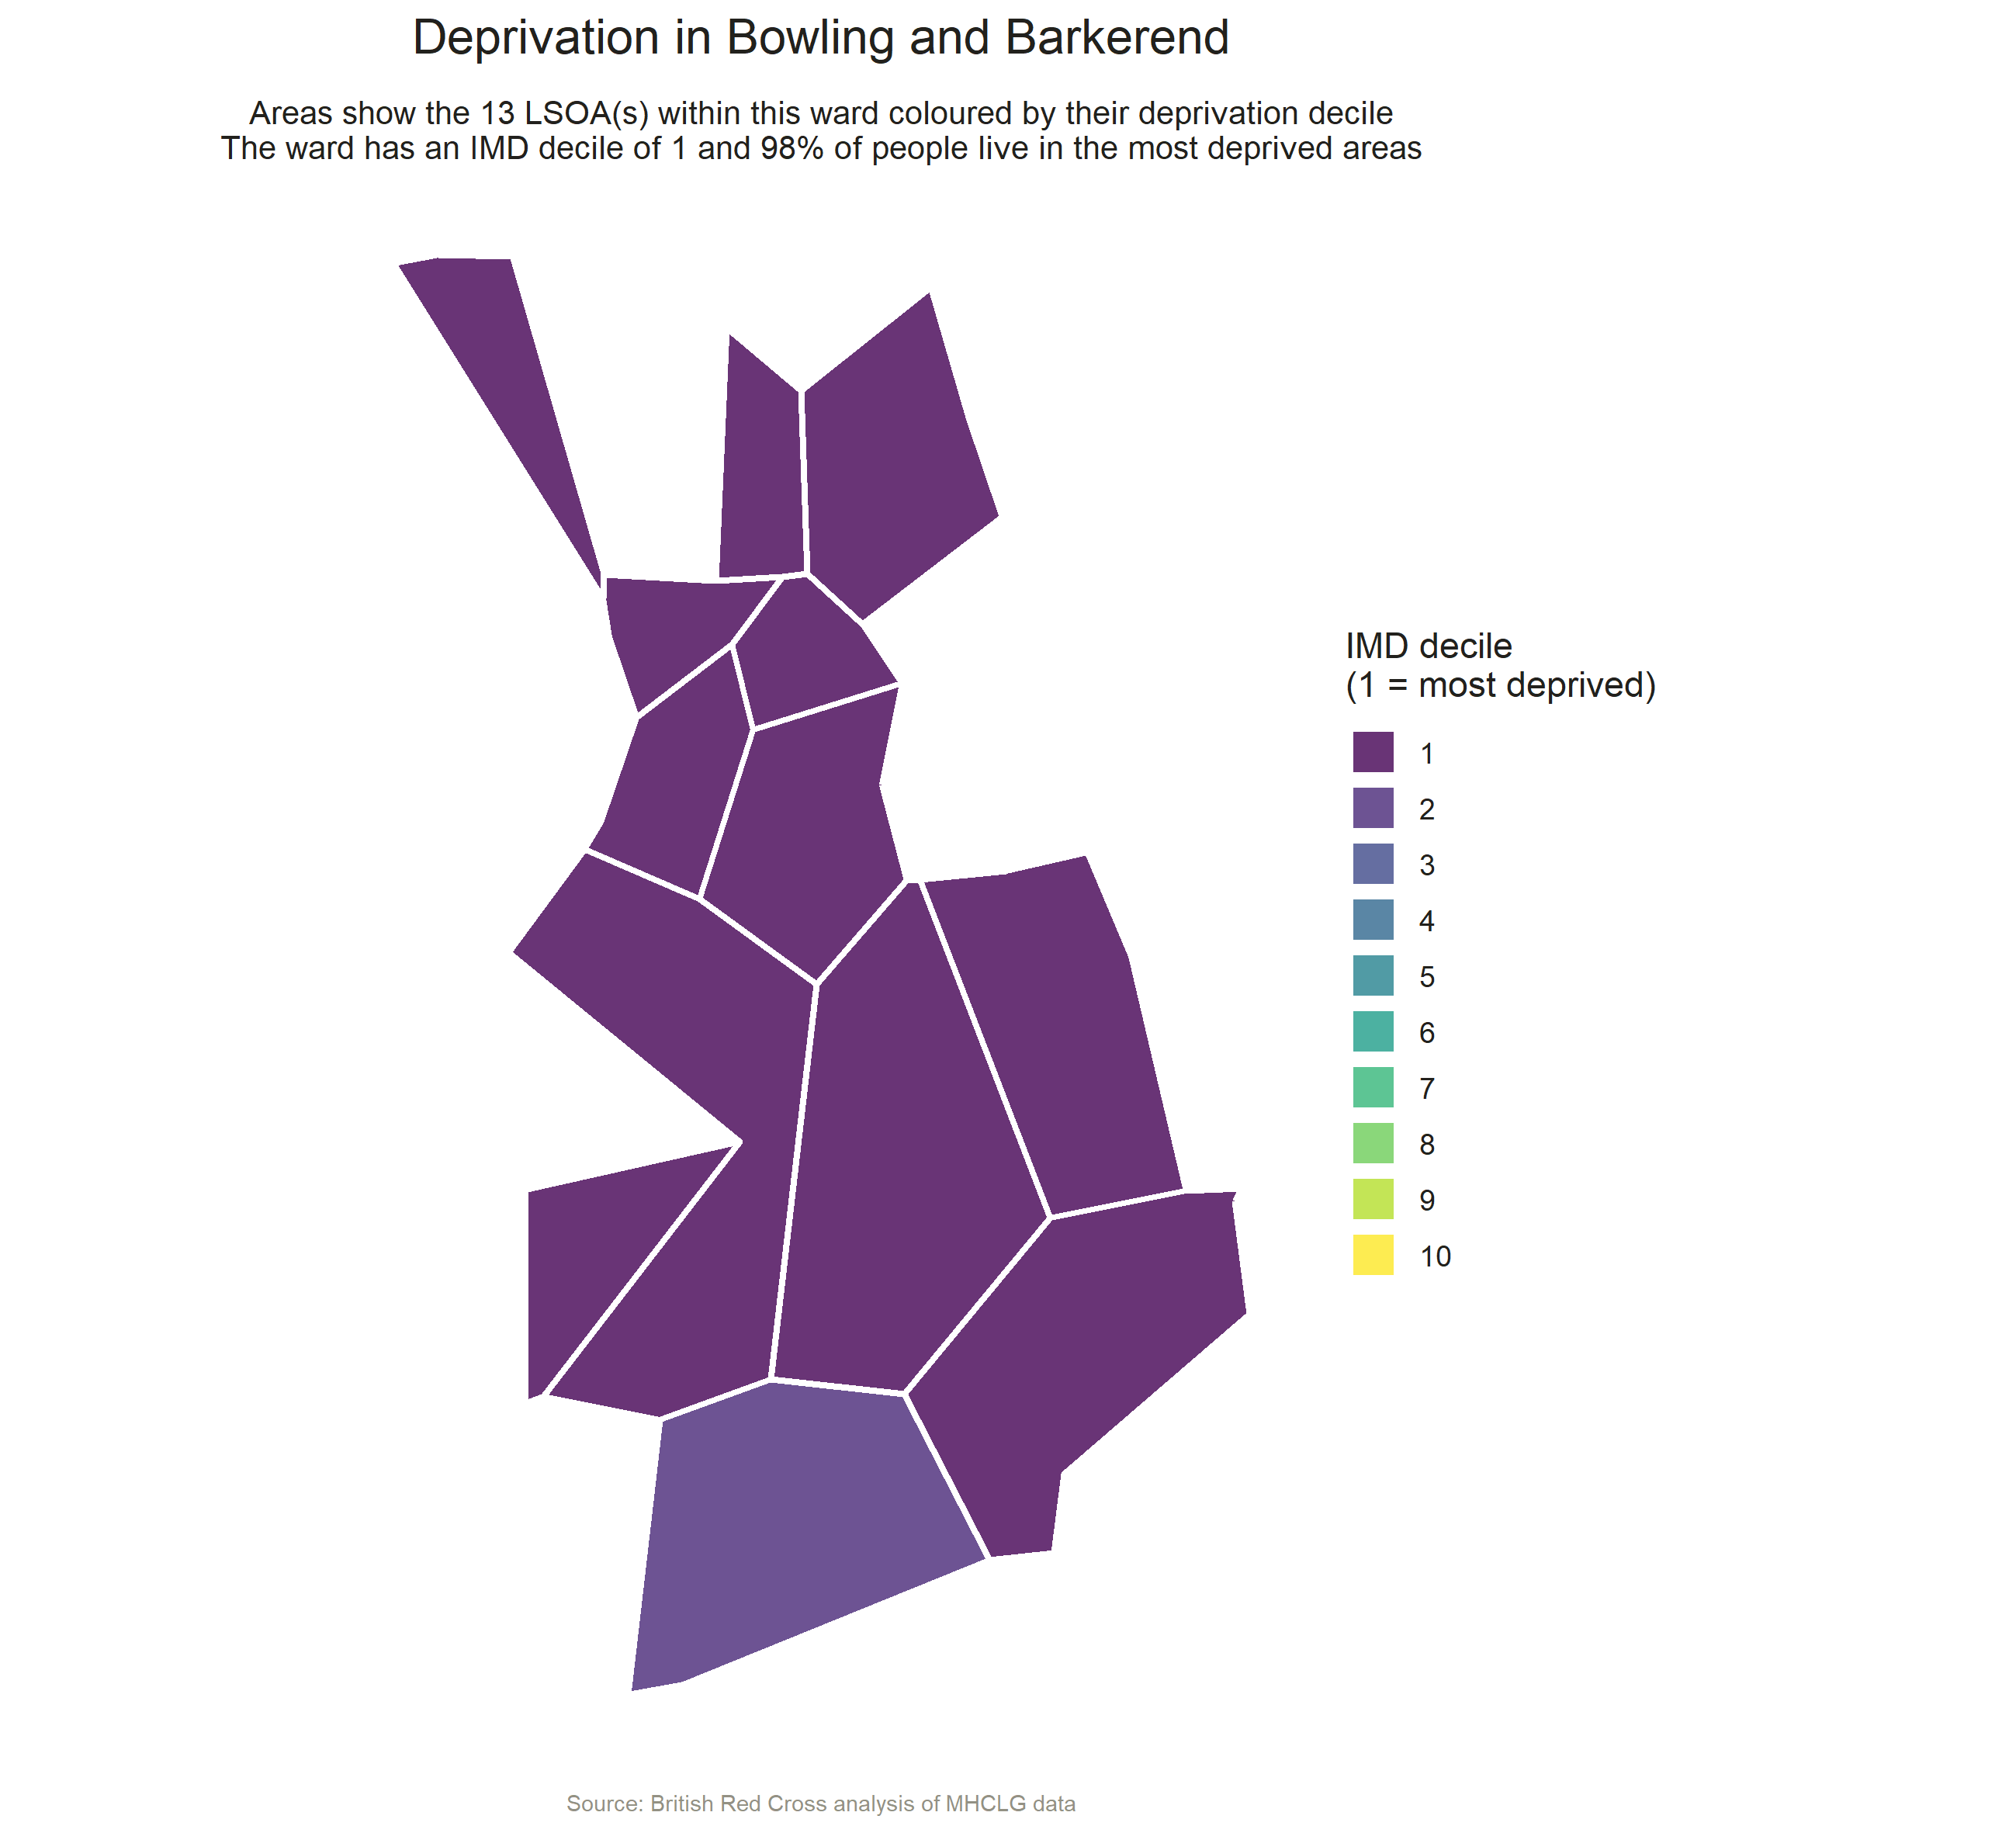 Deprivation in Bowling and Barkerend
Areas show the 13 LSOA(s) within this ward coloured by their deprivation decile
The ward has an IMD decile of 1 and 98% of people live in the most deprived areas
IMD decile
(1 = most deprived)
1
2
3
4
5
6
7
8
9
10
Source: British Red Cross analysis of MHCLG data